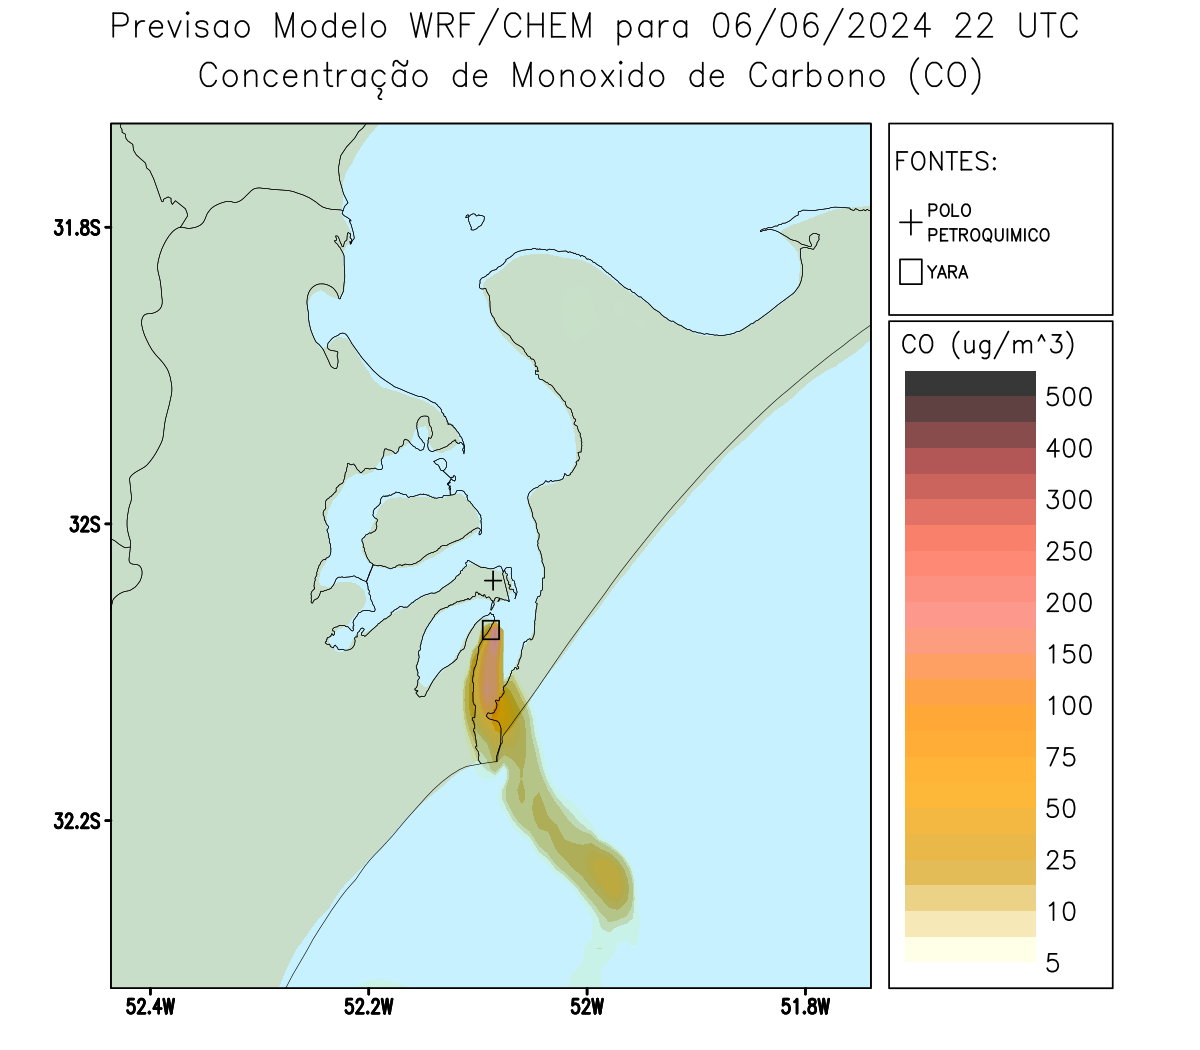 Previsao Modelo WRF/CHEM para 06/06/2024 22 UTC
Concentração de Monoxido de Carbono (CO)
FONTES:
POLO
PETROQUIMICO
YARA
CO (ug/m^3)
500
400
300
250
200
150
100
75
50
25
10
5
31.8S
32S
32.2S
52.4W
52.2W
52W
51.8W